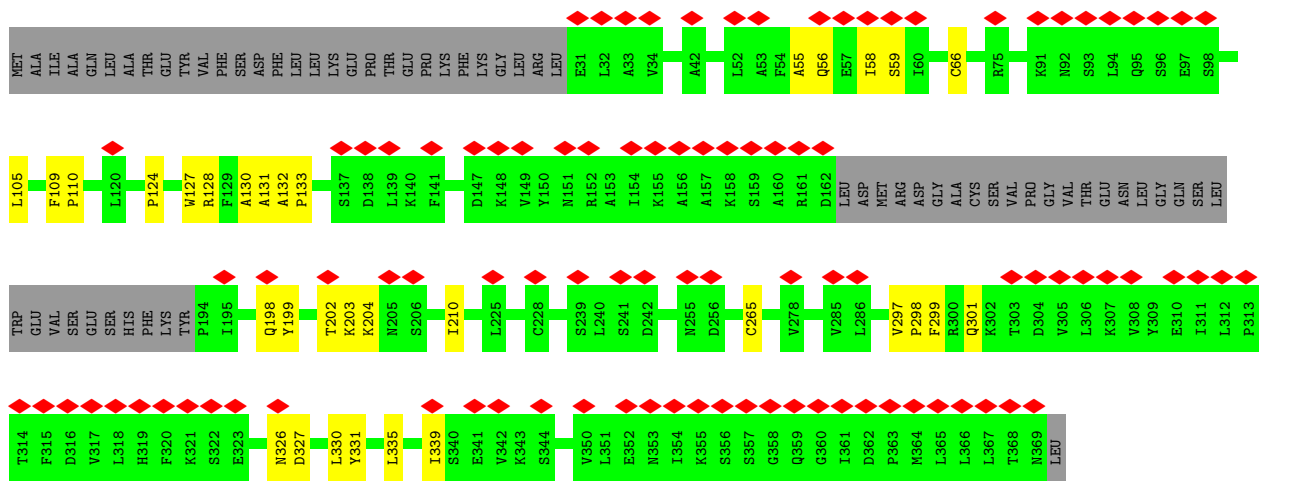 MET ALA ILE ALA GLN LEU ALA THR GLU TYR VAL PHE SER ASP PHE LEU LEU LYS GLU PRO THR GLU PRO LYS PHE LYS GLY LEU ARG LEU E31 L32 A33 V34 A42 L52 A53 F54 A55 Q56 E57 I58 S59 I60 C66 R75 K91 N92 S93 L94 Q95 S96 E97 S98
L105 F109 P110 L120 P124 W127 R128 F129 A130 A131 A132 P133 S137 D138 L139 K140 F141 D147 K148 V149 Y150 N151 R152 A153 I154 K155 A156 A157 K158 S159 A160 R161 D162 LEU ASP MET ARG ASP GLY ALA CYS SER VAL PRO GLY VAL THR GLU ASN LEU GLY GLN SER LEU
TRP GLU VAL SER GLU SER HIS PHE LYS TYR P194 I195 Q198 Y199 T202 K203 K204 N205 S206 I210 L225 C228 S239 L240 S241 D242 N255 D256 C265 V278 V285 L286 V297 P298 F299 R300 Q301 K302 T303 D304 V305 L306 K307 V308 Y309 E310 I311 L312 P313
T314 F315 D316 V317 L318 H319 F320 K321 S322 E323 N326 D327 L330 Y331 L335 I339 S340 E341 V342 K343 S344 V350 L351 E352 N353 I354 K355 S356 S357 G358 Q359 G360 I361 D362 P363 M364 L365 L366 L367 T368 N369 LEU